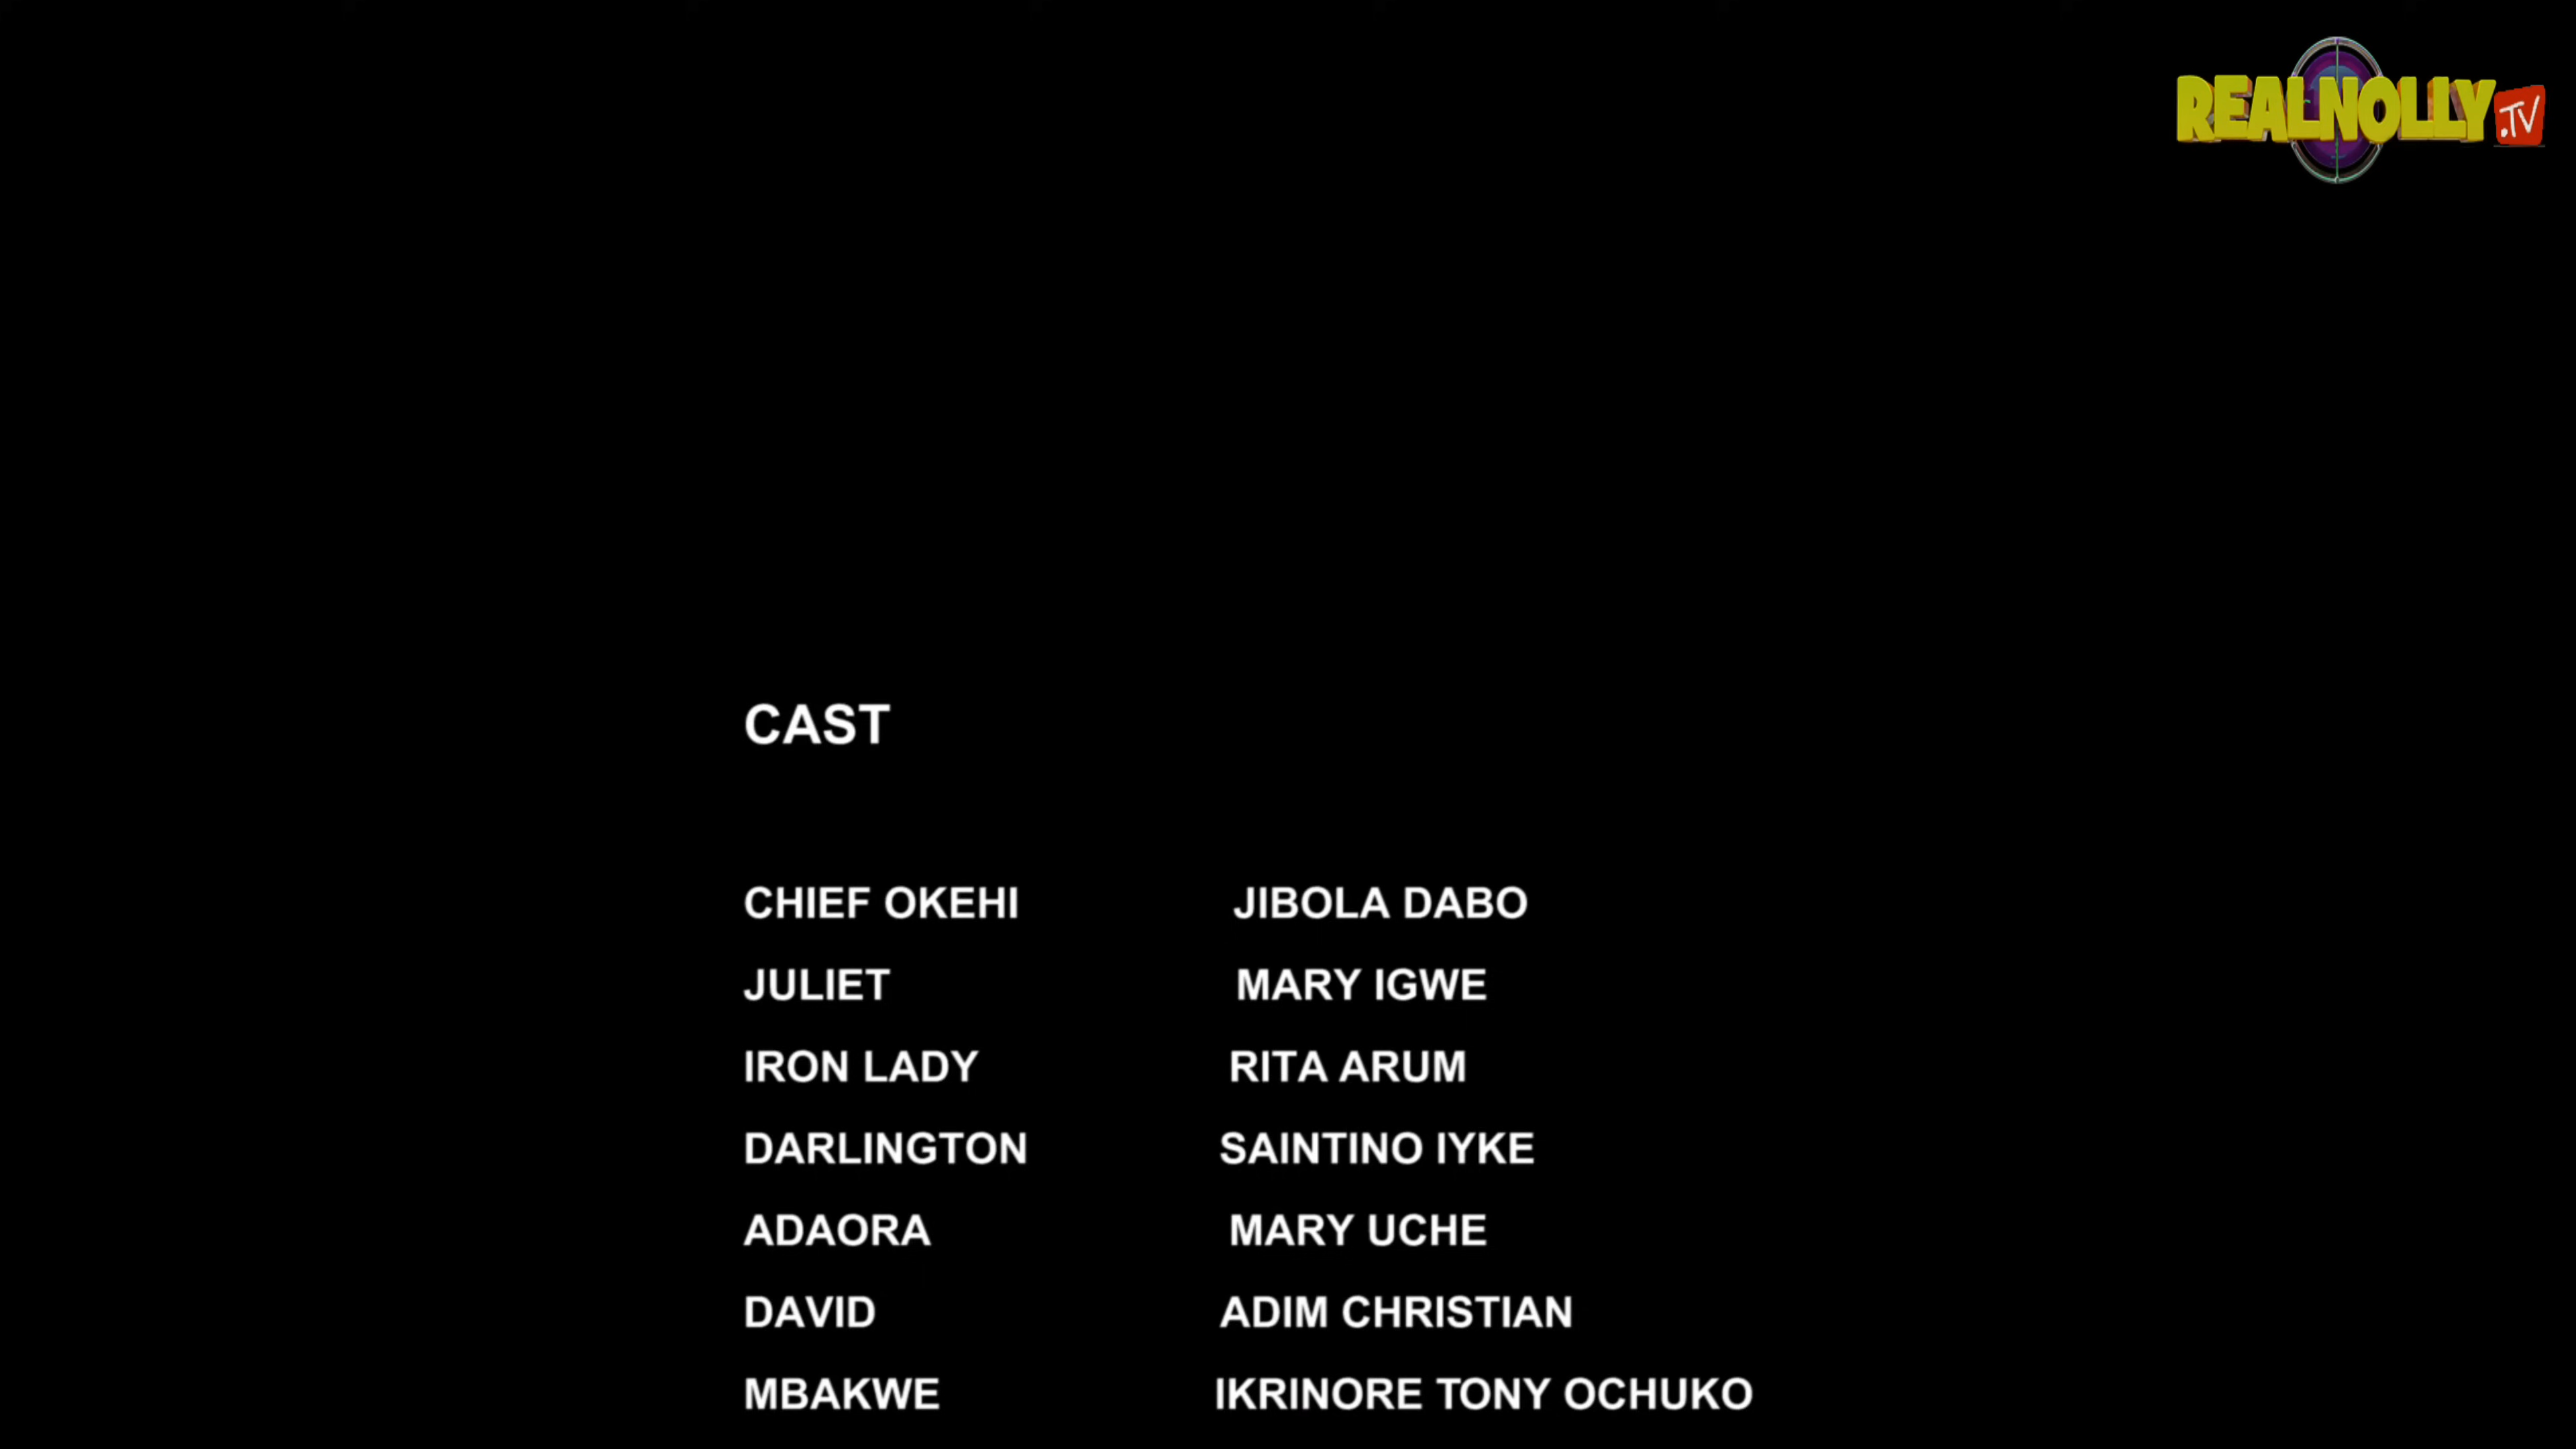 REALNOLLY.TV
CAST
CHIEF OKEHI JIBOLA DABO
JULIET MARY IGWE
IRON LADY RITA ARUM
DARLINGTON SAINTINO IYKE
ADAORA MARY UCHE
DAVID ADIM CHRISTIAN
MBAKWE IKRINORE TONY OCHUKO